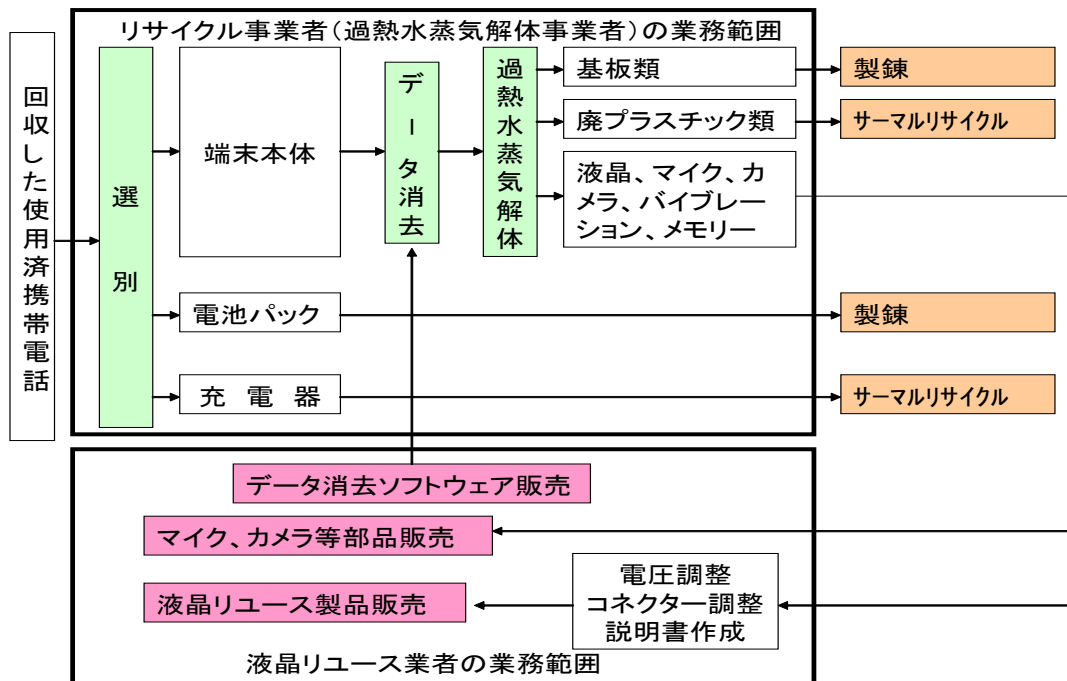 リサイクル事業者(過熱水蒸気解体事業者)の業務範囲
回収した使用済携帯電話
選別
端末本体
データ消去
過熱水蒸気解体
基板類
製錬
廃プラスチック類
サーマルリサイクル
液晶、マイク、カ
メラ、バイブレー
ション、メモリー
電池パック
製錬
充電器
サーマルリサイクル
データ消去ソフトウェア販売
マイク、カメラ等部品販売
液晶リユース製品販売
電圧調整
コネクター調整
説明書作成
液晶リユース業者の業務範囲